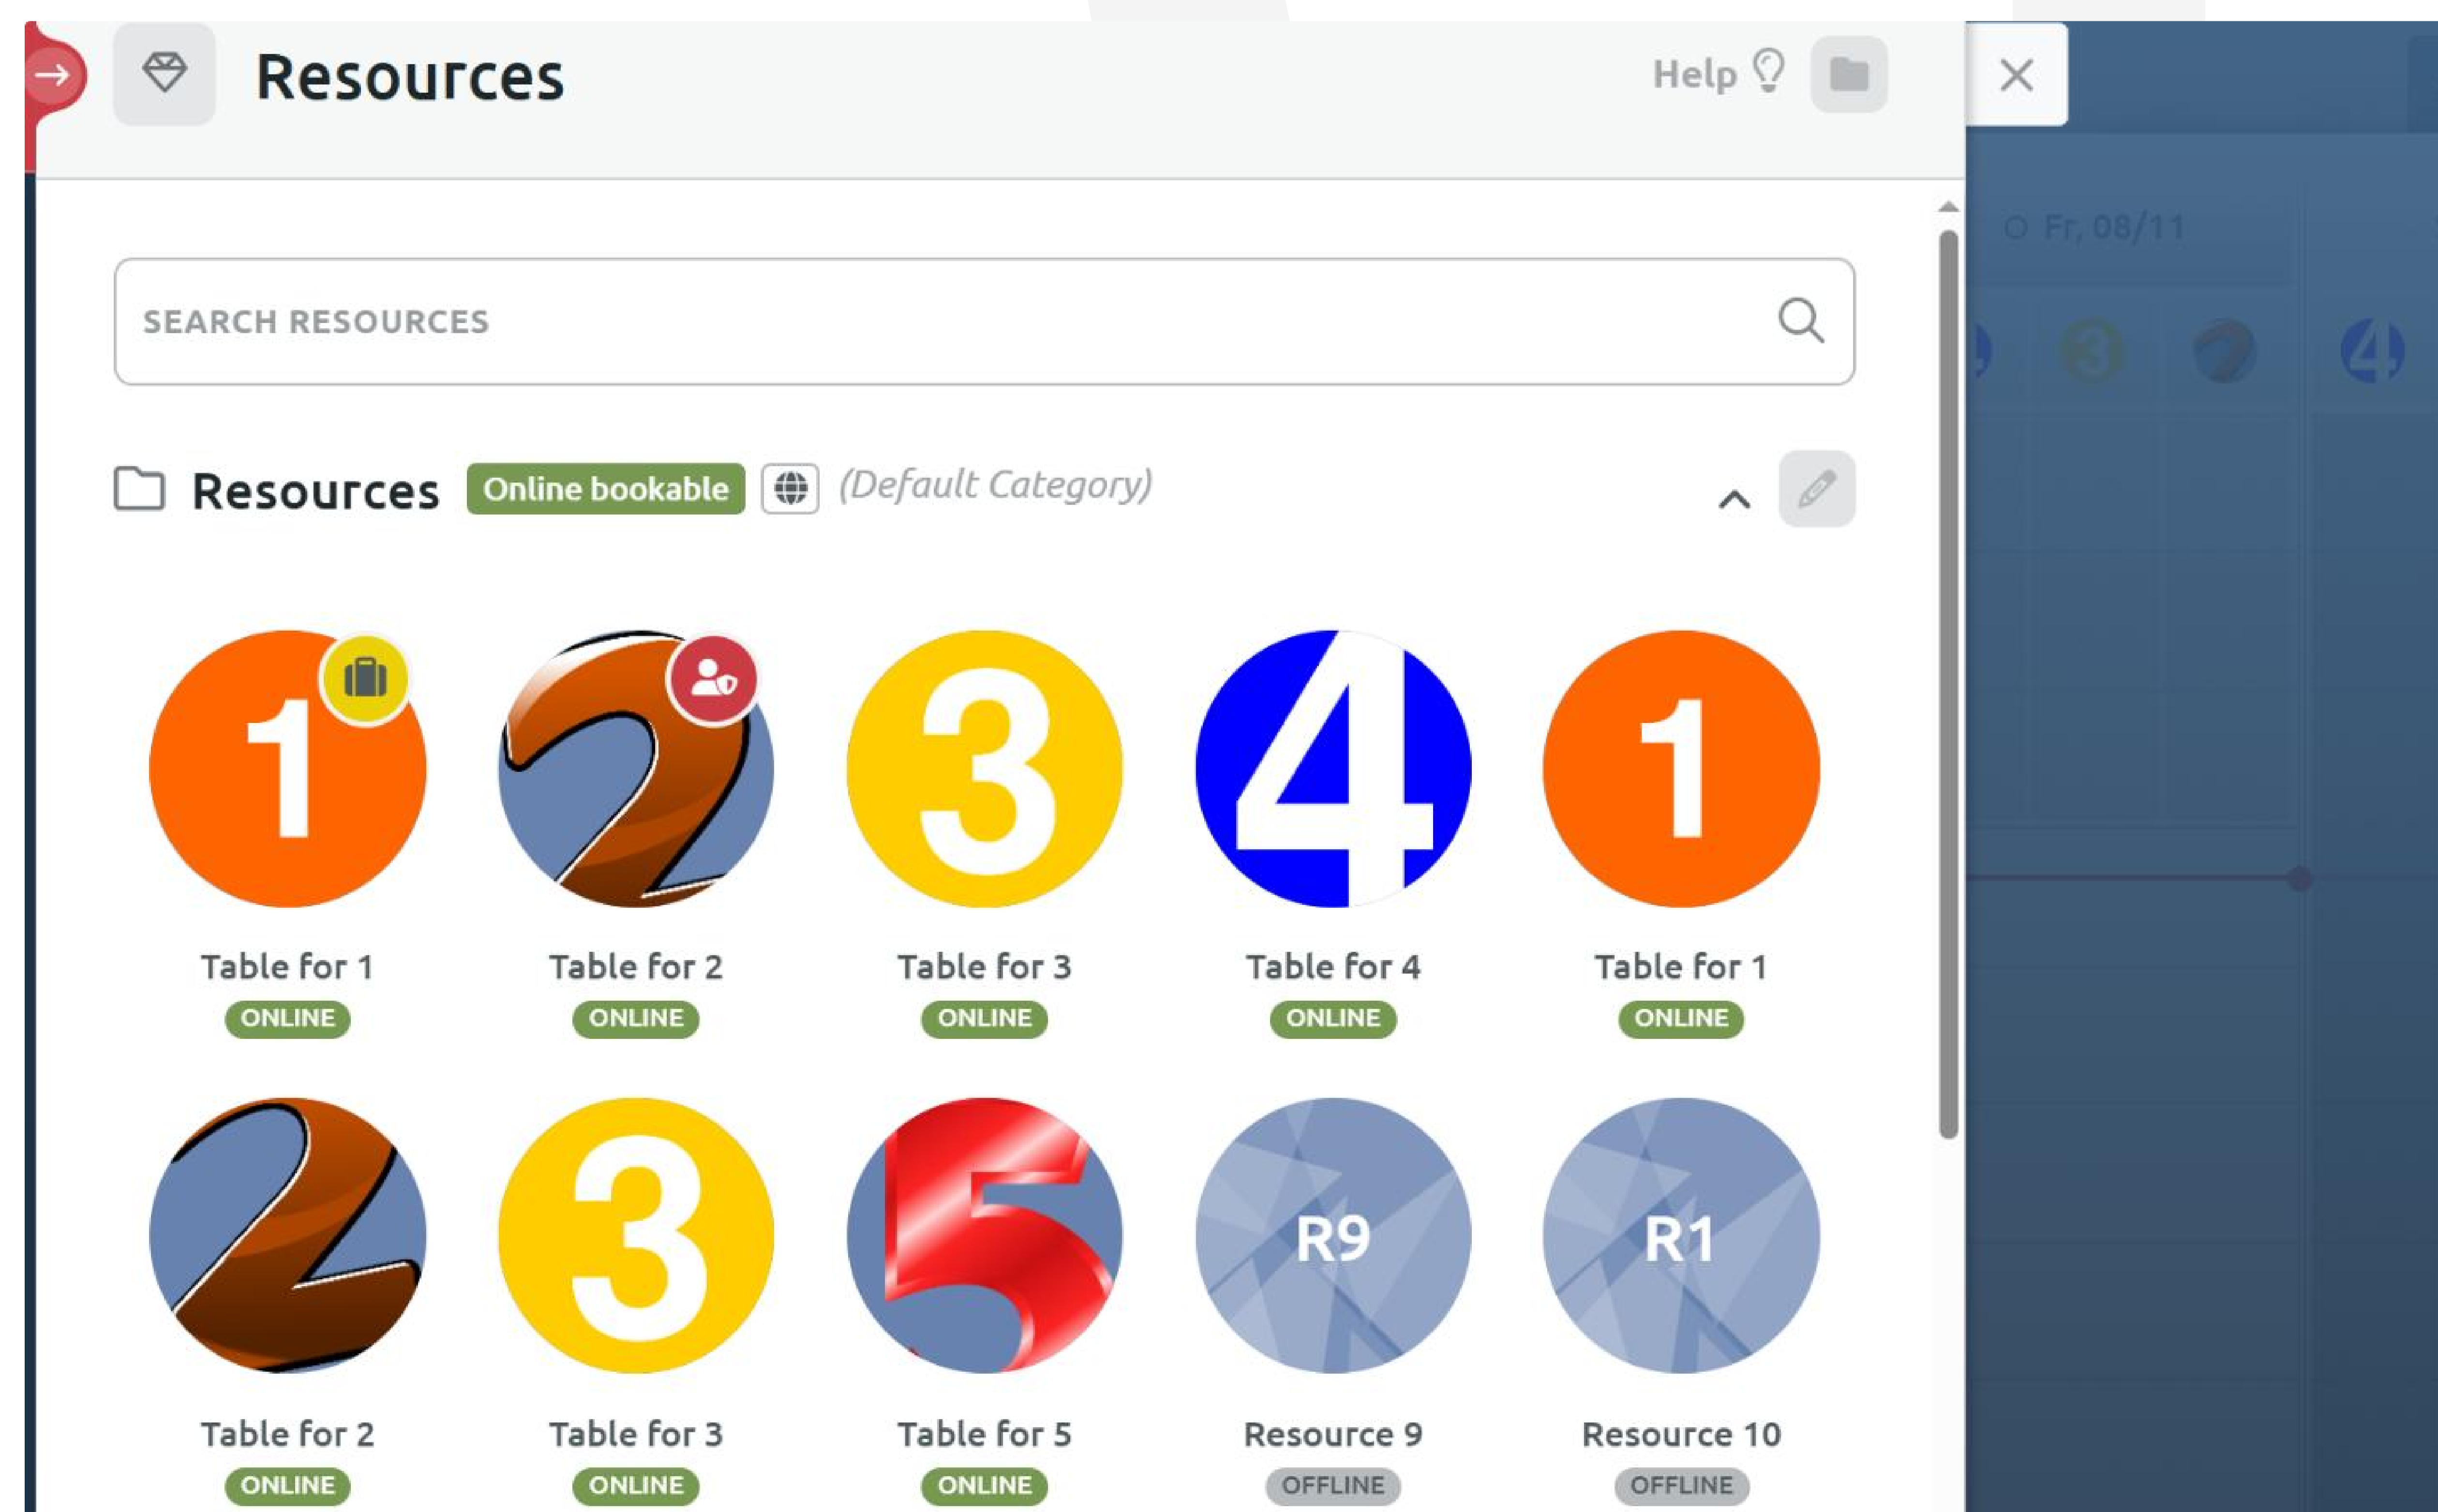 Resources
Help
Fr, 08/11
SEARCH RESOURCES
3 2 4
Resources Online bookable (Default Category)
1 2 3 4 1
Table for 1 Table for 2 Table for 3 Table for 4 Table for 1
ONLINE ONLINE ONLINE ONLINE ONLINE
2 3 5 R9 R1
Table for 2 Table for 3 Table for 5 Resource 9 Resource 10
ONLINE ONLINE ONLINE OFFLINE OFFLINE